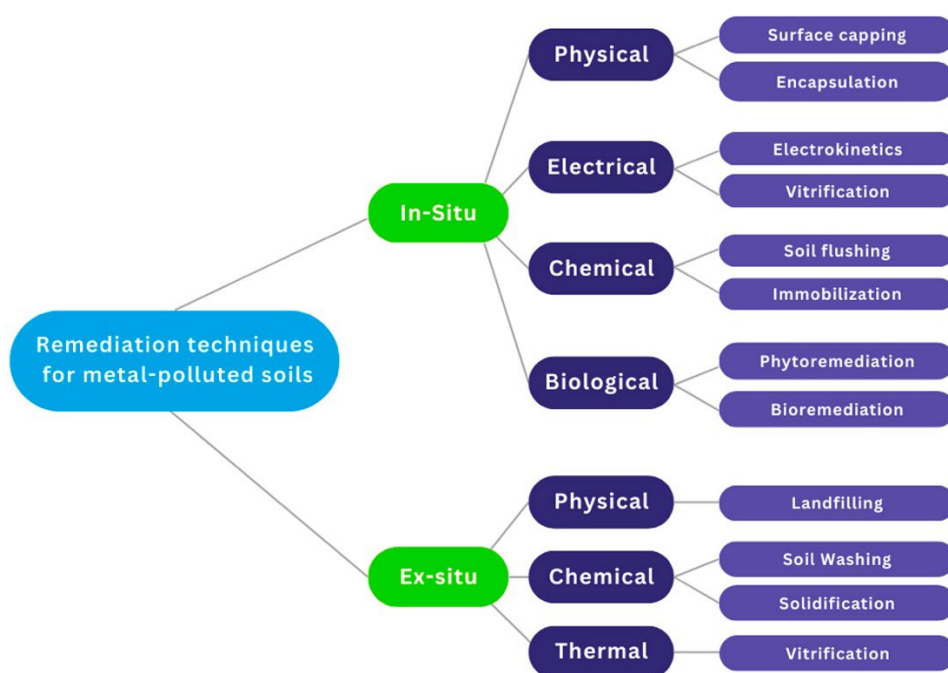 Remediation techniques
for metal-polluted soils
In-Situ
Physical
Surface capping
Encapsulation
Electrical
Electrokinetics
Vitrification
Chemical
Soil flushing
Immobilization
Biological
Phytoremediation
Bioremediation
Ex-situ
Physical
Landfilling
Chemical
Soil Washing
Solidification
Thermal
Vitrification